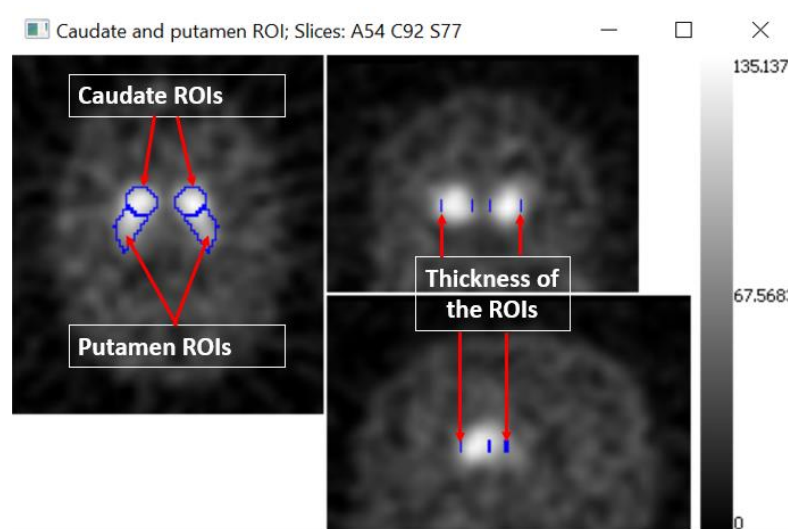 Caudate and putamen ROI; Slices: A54 C92 S77
Caudate ROIs
Putamen ROIs
Thickness of
the ROIs
135.137
67.5683
0